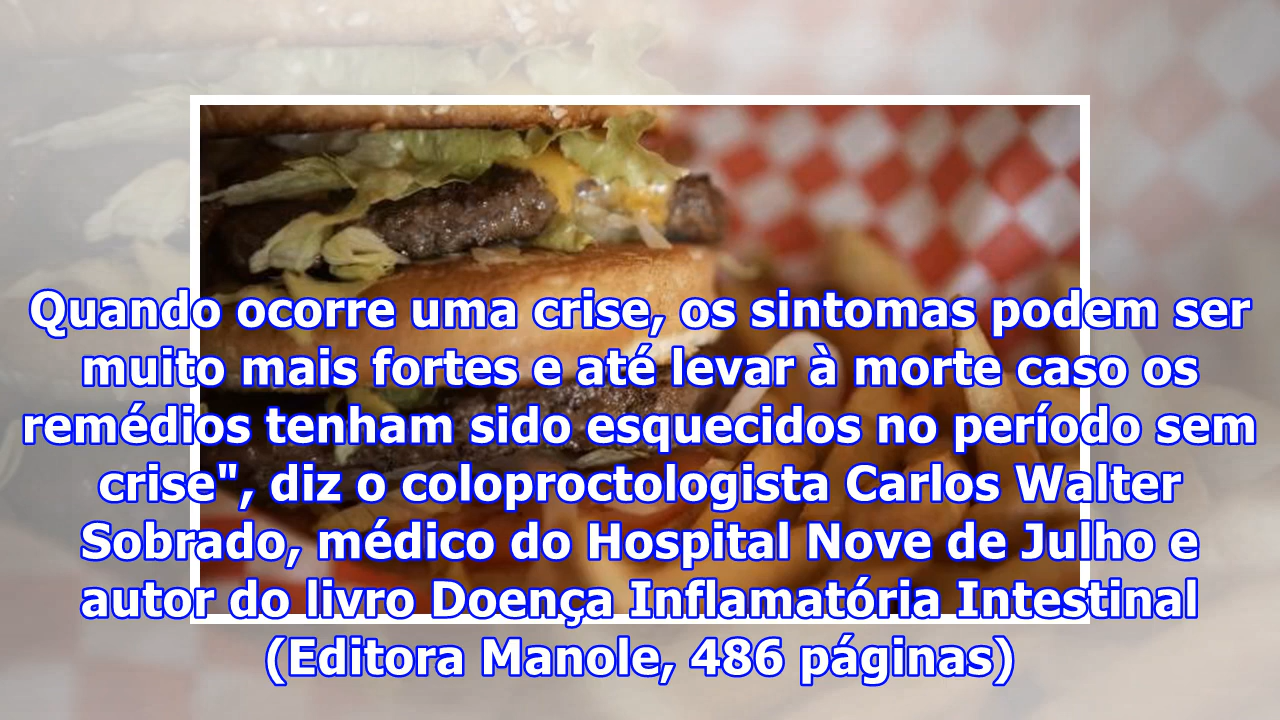 Quando ocorre uma crise, os sintomas podem ser
muito mais fortes e até levar à morte caso os
remédios tenham sido esquecidos no período sem
crise", diz o coloproctologista Carlos Walter
Sobrado, médico do Hospital Nove de Julho e
autor do livro Doença Inflamatória Intestinal
(Editora Manole, 486 páginas)